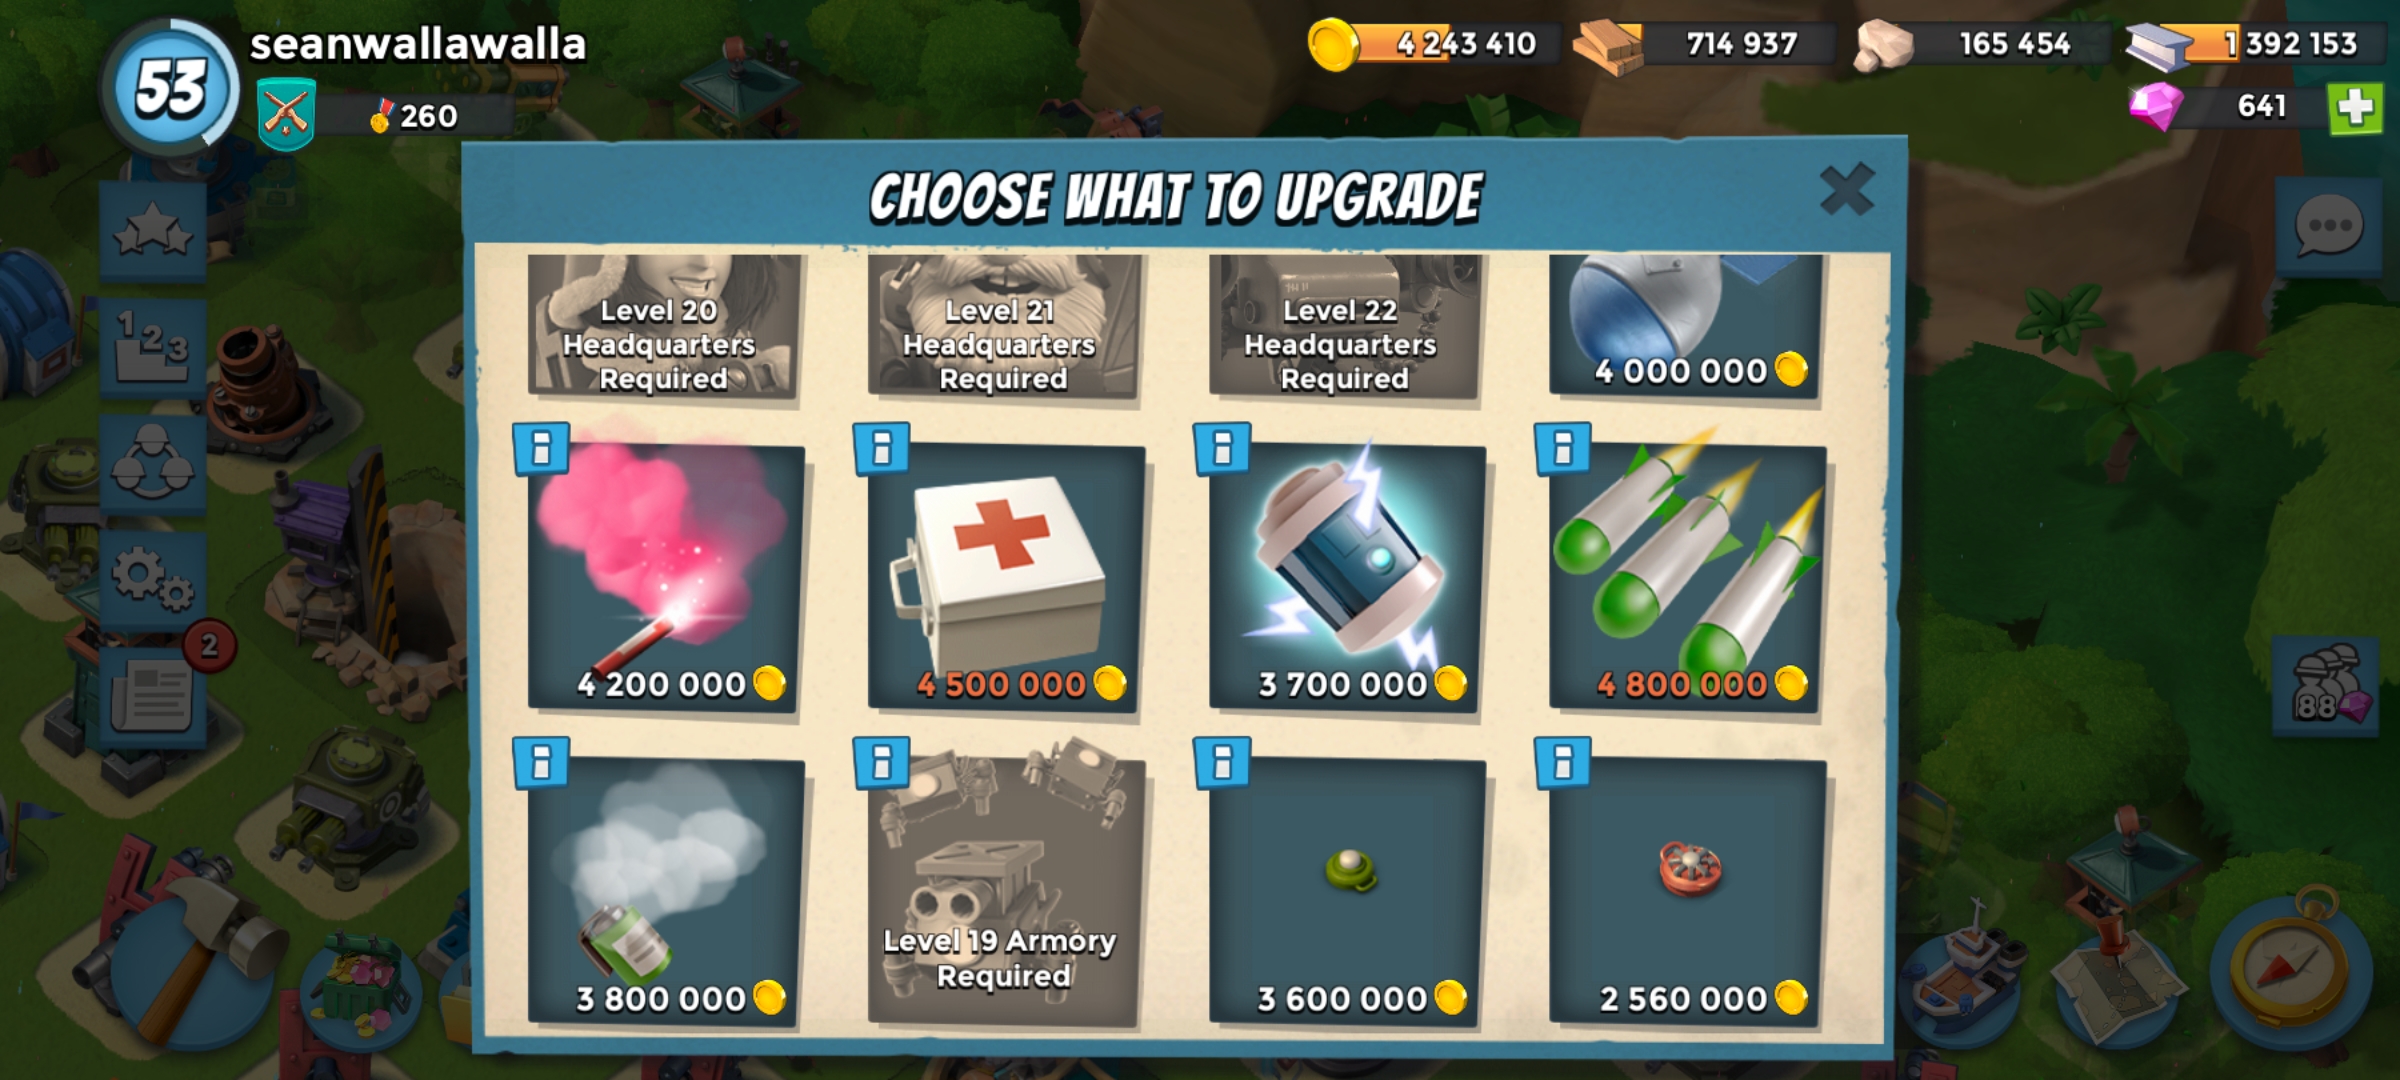 53
seanwallawalla
260
4 243 410
714 937
165 454
1 392 153
641
CHOOSE WHAT TO UPGRADE
Level 20
Headquarters
Required
Level 21
Headquarters
Required
Level 22
Headquarters
Required
4 000 000
1 2 3
4 200 000
4 500 000
3 700 000
4 800 000
2
88
3 800 000
Level 19 Armory
Required
3 600 000
2 560 000